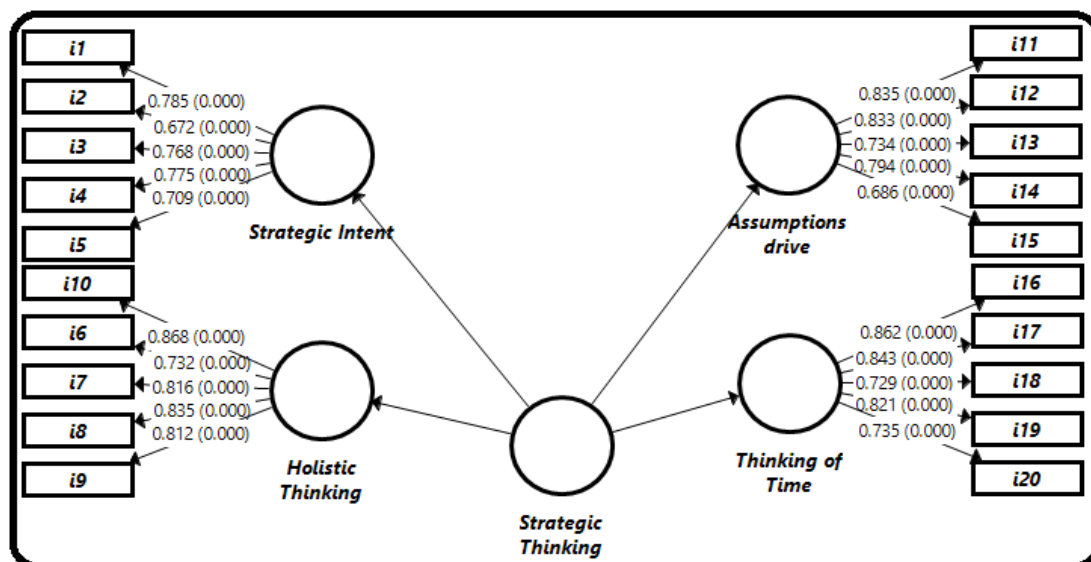 i1
i2
i3
i4
i5
0.785 (0.000)
0.672 (0.000)
0.768 (0.000)
0.775 (0.000)
0.709 (0.000)
Strategic Intent
i10
i6
i7
i8
i9
0.868 (0.000)
0.732 (0.000)
0.816 (0.000)
0.835 (0.000)
0.812 (0.000)
Holistic
Thinking
Strategic
Thinking
0.835 (0.000)
0.833 (0.000)
0.734 (0.000)
0.794 (0.000)
0.686 (0.000)
Assumptions
drive
i11
i12
i13
i14
i15
0.862 (0.000)
0.843 (0.000)
0.729 (0.000)
0.821 (0.000)
0.735 (0.000)
Thinking of
Time
i16
i17
i18
i19
i20